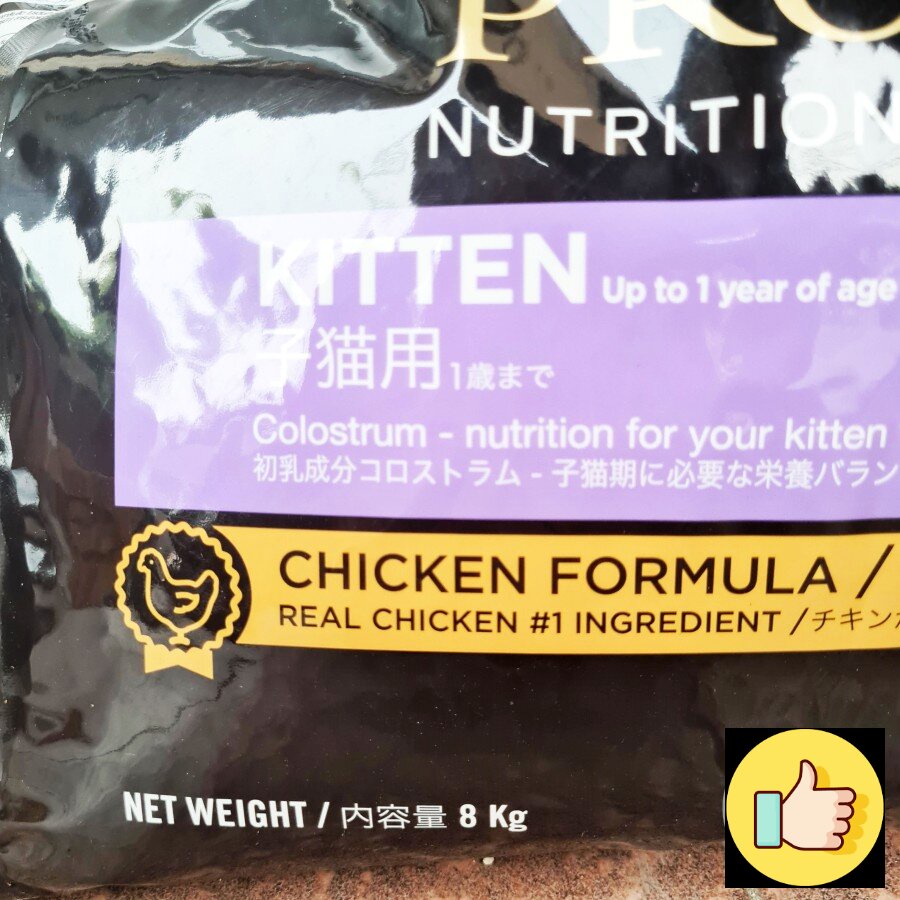 NUTRITION
KITTEN Up to 1 year of age
子猫用 1歳まで
Colostrum - nutrition for your kitten
初乳成分コロストラム - 子猫期に必要な栄養バラン
CHICKEN FORMULA /
REAL CHICKEN #1 INGREDIENT /チキン
NET WEIGHT / 内容量 8 Kg